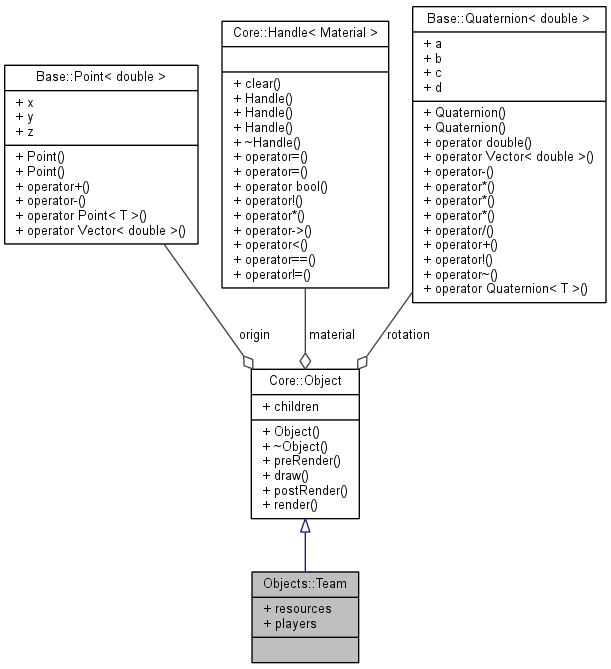 Base::Point< double >
+ x
+ y
+ z
+ Point()
+ Point()
+ operator+()
+ operator-()
+ operator Point< T >()
+ operator Vector< double >()
Core::Handle< Material >
+ clear()
+ Handle()
+ Handle()
+ Handle()
+ ~Handle()
+ operator=()
+ operator=()
+ operator bool()
+ operator!()
+ operator*()
+ operator->()
+ operator<()
+ operator==()
+ operator!=()
Base::Quaternion< double >
+ a
+ b
+ c
+ d
+ Quaternion()
+ Quaternion()
+ operator double()
+ operator Vector< double >()
+ operator-()
+ operator*()
+ operator*()
+ operator*()
+ operator/()
+ operator+()
+ operator!()
+ operator~()
+ operator Quaternion< T >()
origin
material
rotation
Core::Object
+ children
+ Object()
+ ~Object()
+ preRender()
+ draw()
+ postRender()
+ render()
Objects::Team
+ resources
+ players